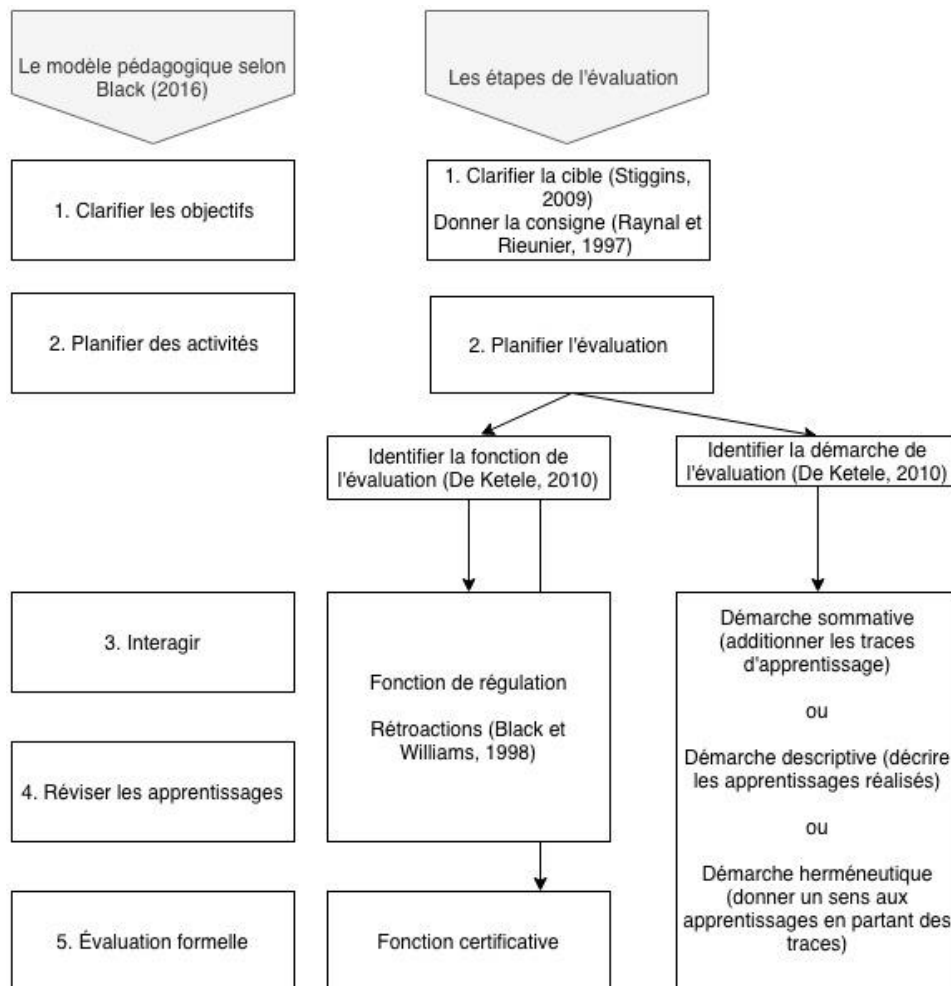 Le modèle pédagogique selon
Black (2016)
Les étapes de l'évaluation
1. Clarifier les objectifs
1. Clarifier la cible (Stiggins,
2009)
Donner la consigne (Raynal et
Rieunier, 1997)
2. Planifier des activités
2. Planifier l'évaluation
Identifier la fonction de
l'évaluation (De Ketele, 2010)
Identifier la démarche de
l'évaluation (De Ketele, 2010)
3. Interagir
Fonction de régulation
Rétroactions (Black et
Williams, 1998)
Démarche sommative
(additionner les traces
d'apprentissage)
ou
Démarche descriptive (décrire
les apprentissages réalisés)
ou
Démarche herméneutique
(donner un sens aux
apprentissages en partant des
traces)
4. Réviser les apprentissages
5. Évaluation formelle
Fonction certificative